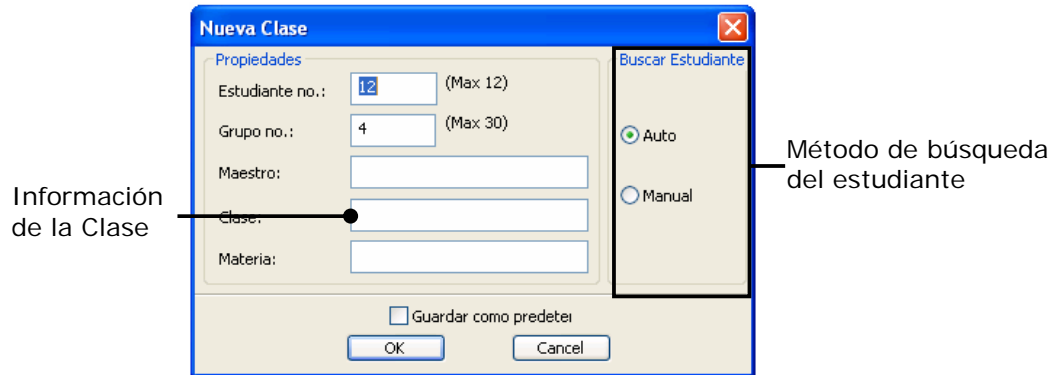 Nueva Clase
Propiedades
Buscar Estudiante
Estudiante no.: 12 (Max 12)
Grupo no.: 4 (Max 30)
Auto
Maestro:
Manual
Clase:
Materia:
Guardar como predeter
OK Cancel
Información
de la Clase
Método de búsqueda
del estudiante